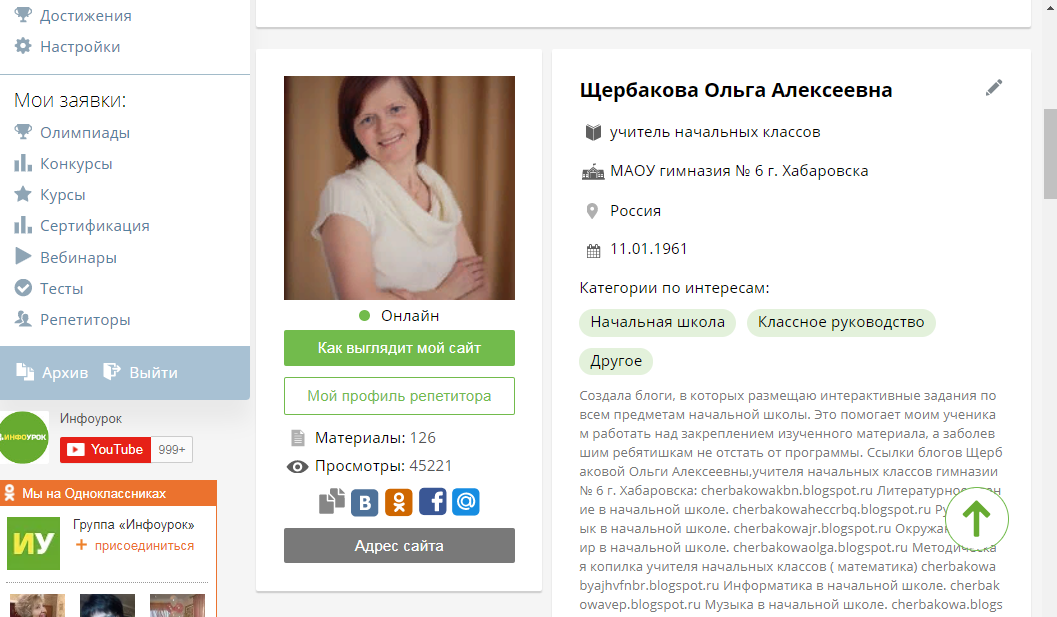 Достижения
Настройки
Мои заявки:
Олимпиады
Конкурсы
Курсы
Сертификация
Вебинары
Тесты
Репетиторы
Архив Выйти
ИНФОУРОК
Инфоурок
YouTube 999+
Мы на Одноклассниках
ИУ
Группа «Инфоурок»
+ присоединиться
Онлайн
Как выглядит мой сайт
Мой профиль репетитора
Материалы: 126
Просмотры: 45221
В f @
Адрес сайта
Щербакова Ольга Алексеевна
учитель начальных классов
МАОУ гимназия № 6 г. Хабаровска
Россия
11.01.1961
Категории по интересам:
Начальная школа Классное руководство
Другое
Создала блоги, в которых размещаю интерактивные задания по
всем предметам начальной школы. Это помогает моим ученика
м работать над закреплением изученного материала, а заболев
шим ребятишкам не отстать от программы. Ссылки блогов Щерб
аковой Ольги Алексеевны,учителя начальных классов гимназии
№ 6 г. Хабаровска: cherbakowakbn.blogspot.ru
ие в начальной школе. cherbakowaheccrbq.blogspot.ru
ык в начальной школе. cherbakowajr.blogspot.ru
ир в начальной школе. cherbakowaolga.blogspot.ru Методическа
я копилка учителя начальных классов ( математика) cherbakowa
byajhvfnbr.blogspot.ru Информатика в начальной школе. cherbak
owavep.blogspot.ru Музыка в начальной школе. cherbakowa.blogs